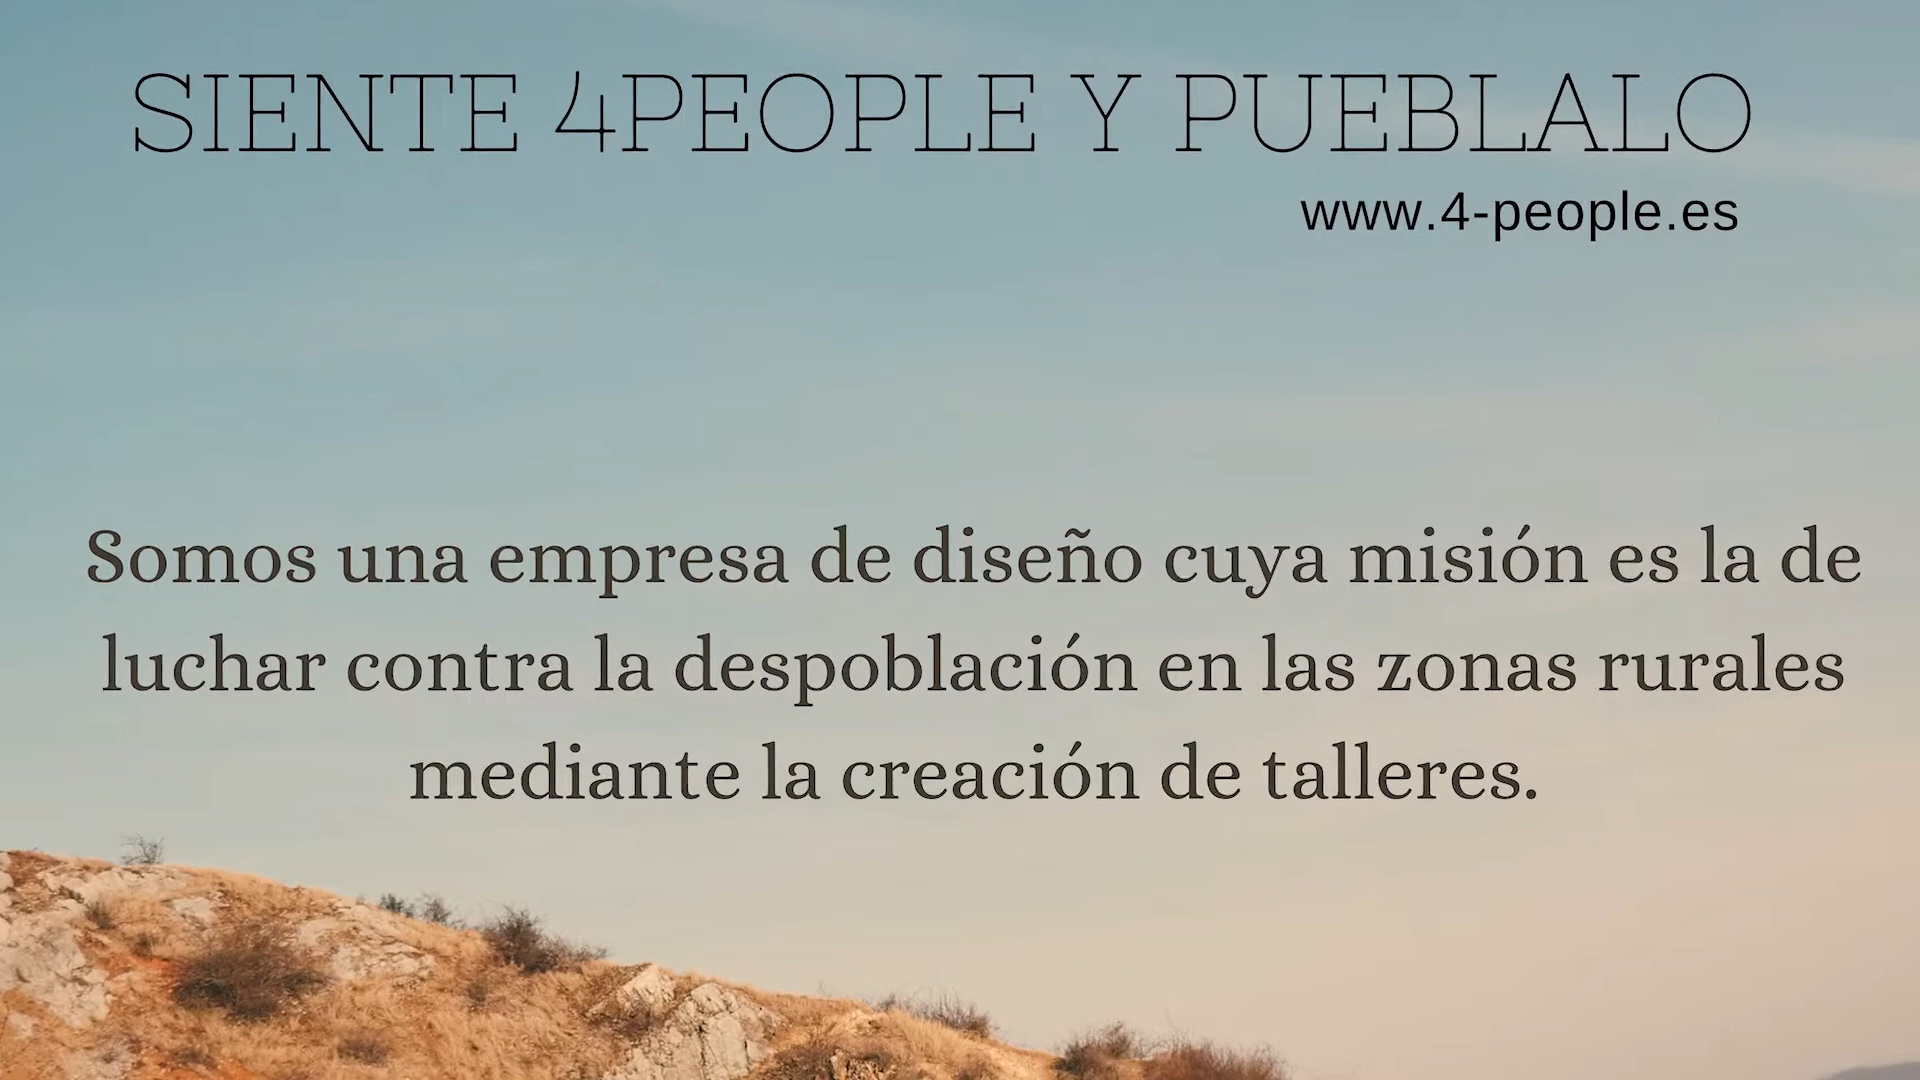 SIENTE 4PEOPLE Y PUEBLALO
www.4-people.es
Somos una empresa de diseño cuya misión es la de
luchar contra la despoblación en las zonas rurales
mediante la creación de talleres.